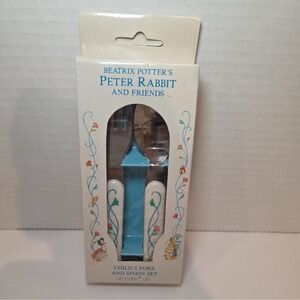 BEATRIX POTTER'S
PETER RABBIT
AND FRIENDS
CHILD'S FORK
AND SPOON SET